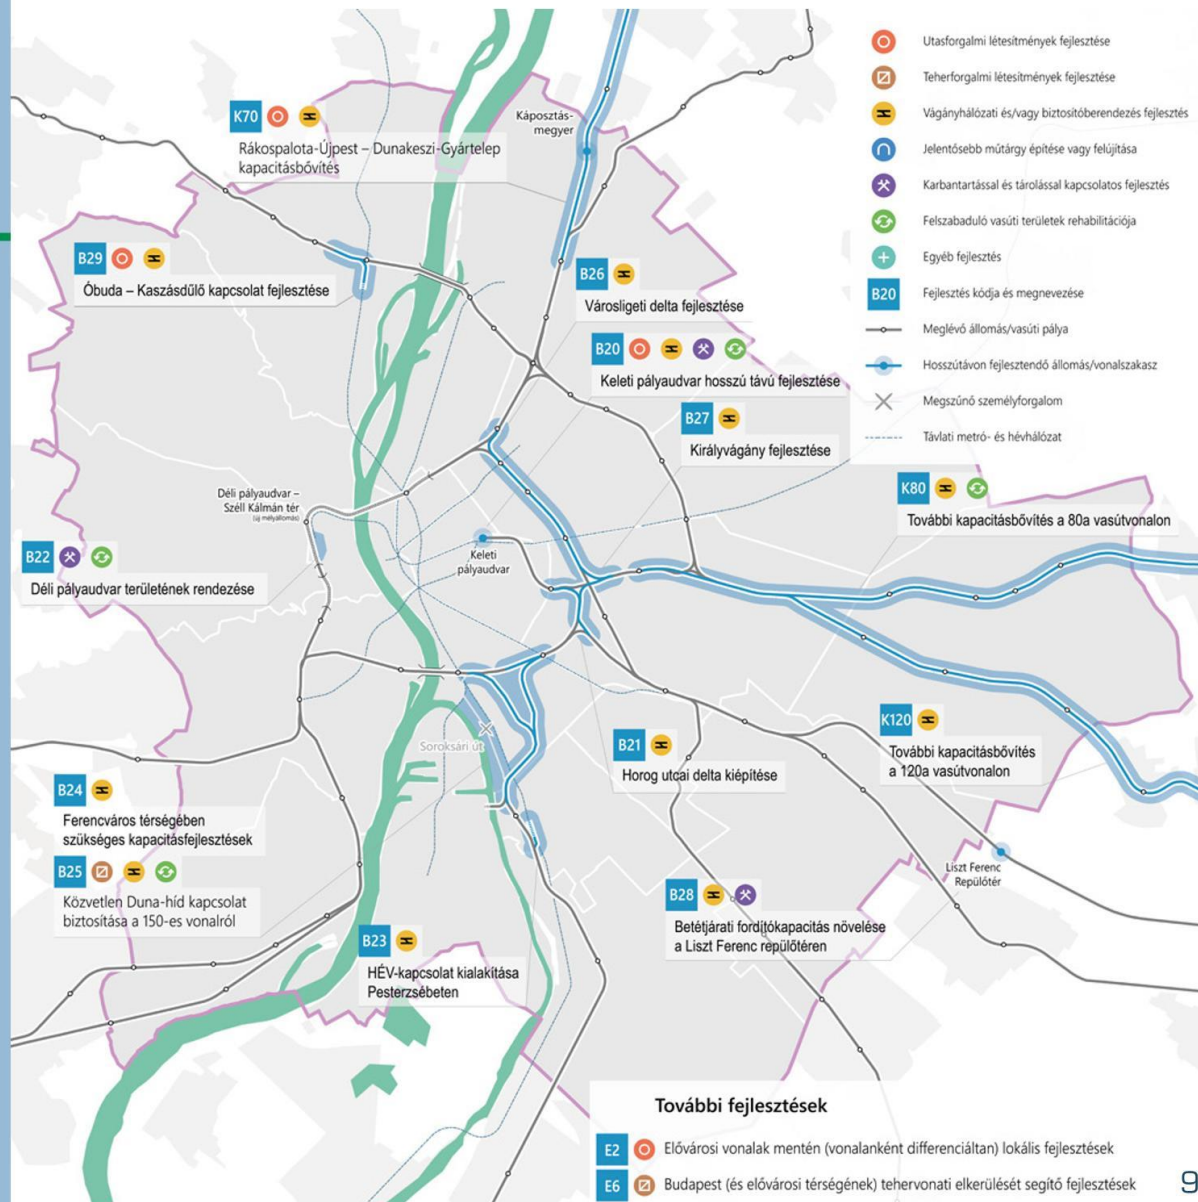 K70
Rákospalota-Újpest – Dunakeszi-Gyártelep
kapacitásbővítés
Káposztás-
megyer
Utasforgalmi létesítmények fejlesztése
Teherforgalmi létesítmények fejlesztése
Vágányhálózati és/vagy biztosítóberendezés fejlesztés
Jelentősebb műtárgy építése vagy felújítása
Karbantartással és tárolással kapcsolatos fejlesztés
Felszabaduló vasúti területek rehabilitációja
Egyéb fejlesztés
B20 Fejlesztés kódja és megnevezése
Meglévő állomás/vasúti pálya
Hosszútávon fejlesztendő állomás/vonalszakasz
Megszűnő személyforgalom
Távlati metró- és hévhálózat
B29
Óbuda – Kaszásdűlő kapcsolat fejlesztése
B26
Városligeti delta fejlesztése
B20
Keleti pályaudvar hosszú távú fejlesztése
B27
Királyvágány fejlesztése
K80
További kapacitásbővítés a 80a vasútvonalon
Déli pályaudvar –
Széll Kálmán tér
(új mélyállomás)
B22
Déli pályaudvar területének rendezése
Keleti
pályaudvar
Soroksári út
B21
Horog utcai delta kiépítése
K120
További kapacitásbővítés
a 120a vasútvonalon
B24
Ferencváros térségében
szükséges kapacitásfejlesztések
B25
Közvetlen Duna-híd kapcsolat
biztosítása a 150-es vonalról
Liszt Ferenc
Repülőtér
B28
Betétjárati fordítókapacitás növelése
a Liszt Ferenc repülőtéren
B23
HÉV-kapcsolat kialakítása
Pesterzsébeten
További fejlesztések
E2 Elővárosi vonalak mentén (vonalanként differenciáltan) lokális fejlesztések
E6 Budapest (és elővárosi térségének) tehervonati elkerülését segítő fejlesztések
9